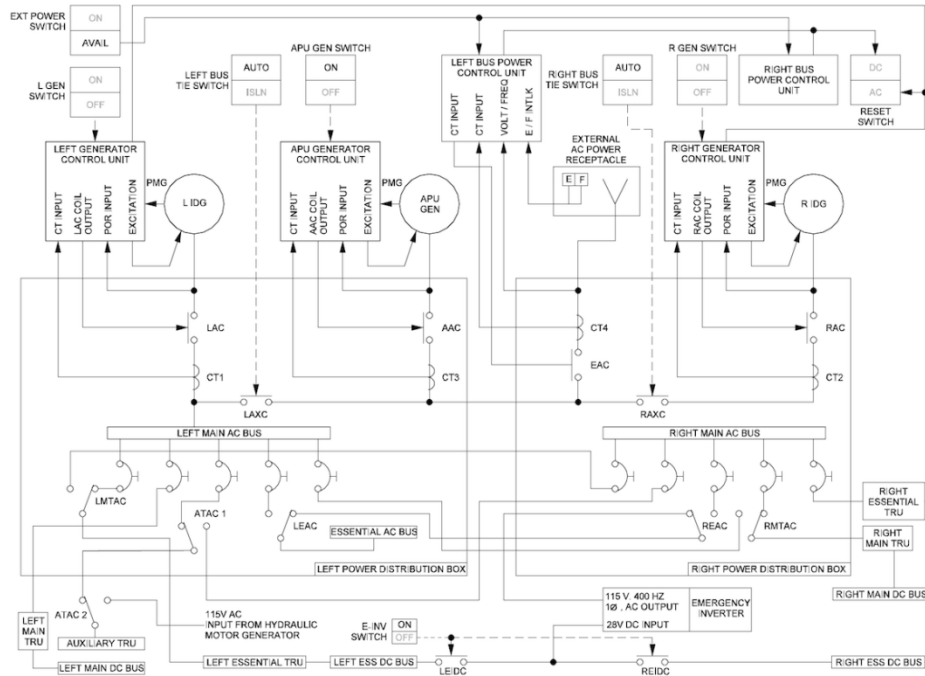 EXT POWER
SWITCH
ON
AVAIL
L GEN
SWITCH
ON
OFF
LEFT BUS
TIE SWITCH
AUTO
ISLN
APU GEN SWITCH
ON
OFF
LEFT BUS POWER
CONTROL UNIT
CT INPUT
CT INPUT
VOLT / FREQ
E / F INTLK
RIGHT BUS
TIE SWITCH
AUTO
ISLN
R GEN SWITCH
ON
OFF
RIGHT BUS
POWER CONTROL
UNIT
DC
AC
RESET
SWITCH
LEFT GENERATOR
CONTROL UNIT
CT INPUT
LAC COIL
OUTPUT
POR INPUT
EXCITATION
PMG
L IDG
APU GENERATOR
CONTROL UNIT
CT INPUT
AAC COIL
OUTPUT
POR INPUT
EXCITATION
PMG
APU
GEN
EXTERNAL
AC POWER
RECEPTACLE
E F
RIGHT GENERATOR
CONTROL UNIT
CT INPUT
RAC COIL
OUTPUT
POR INPUT
EXCITATION
PMG
R IDG
LAC
AAC
CT4
RAC
EAC
CT1
CT3
CT2
LAXC
RAXC
LEFT MAIN AC BUS
RIGHT MAIN AC BUS
LMTAC
ATAC 1
LEAC
ESSENTIAL AC BUS
REAC
RMTAC
RIGHT
ESSENTIAL
TRU
RIGHT
MAIN TRU
LEFT POWER DISTRIBUTION BOX
RIGHT POWER DISTRIBUTION BOX
RIGHT MAIN DC BUS
ATAC 2
LEFT
MAIN
TRU
AUXILIARY TRU
LEFT MAIN DC BUS
115V AC
INPUT FROM HYDRAULIC
MOTOR GENERATOR
E-INV
SWITCH
ON
OFF
115 V. 400 HZ
1Ø , AC OUTPUT
28V DC INPUT
EMERGENCY
INVERTER
LEFT ESSENTIAL TRU
LEFT ESS DC BUS
LEIDC
REIDC
RIGHT ESS DC BUS